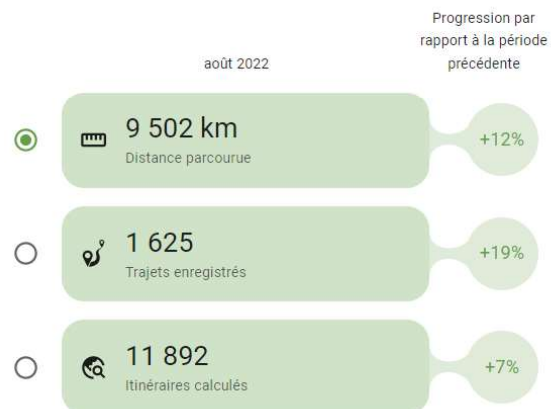 Progression par
rapport à la période
août 2022
précédente
9 502 km
Distance parcourue
+12%
1 625
Trajets enregistrés
+19%
11 892
Itinéraires calculés
+7%